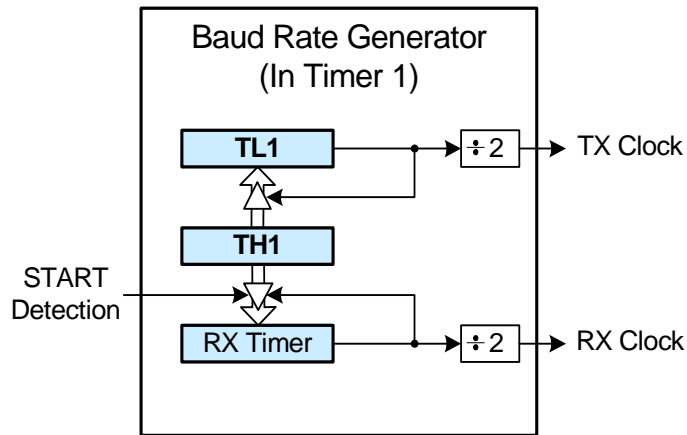 Baud Rate Generator
(In Timer 1)
TL1
÷ 2
TX Clock
TH1
START
Detection
RX Timer
÷ 2
RX Clock